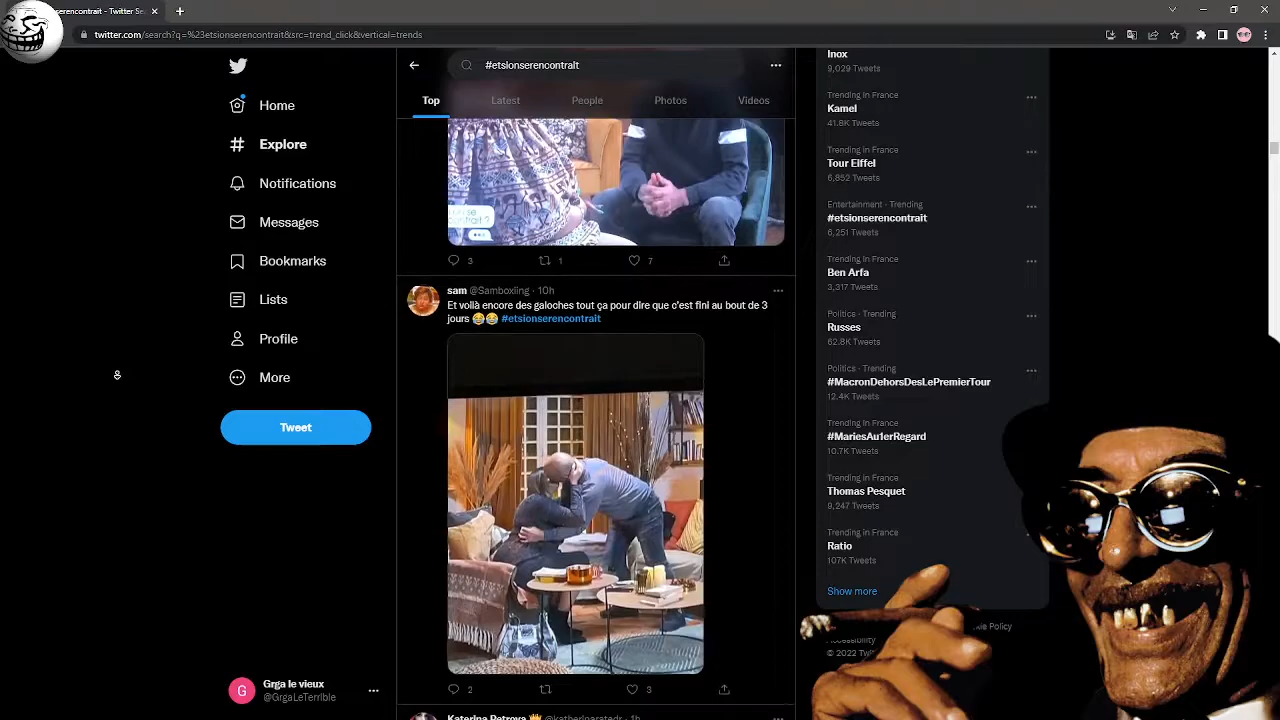 erencontrait - Twitter Se
twitter.com/search?q=%23etsionserencontrait&src=trend_click&vertical=trends
#etsionserencontrait
Top
Latest
People
Photos
Videos
Home
Explore
Notifications
Messages
Bookmarks
Lists
Profile
More
Tweet
Grga le vieux
@GrgaLeTerrible
3
1
7
sam @Samboxiing · 10h
Et voilà encore des galoches tout ça pour dire que c'est fini au bout de 3
jours 😂😂 #etsionserencontrait
2
3
Katerina Petrova 👑 @katherinatedr · 1h
Inox
9,029 Tweets
Trending in France
Kamel
41.8K Tweets
Trending in France
Tour Eiffel
6,852 Tweets
Entertainment · Trending
#etsionserencontrait
6,251 Tweets
Trending in France
Ben Arfa
3,317 Tweets
Politics · Trending
Russes
62.8K Tweets
Politics · Trending
#MacronDehorsDesLePremierTour
12.4K Tweets
Trending in France
#MariesAu1erRegard
10.7K Tweets
Trending in France
Thomas Pesquet
9,247 Tweets
Trending in France
Ratio
107K Tweets
Show more
kie Policy
Accessibility
© 2022 Twi